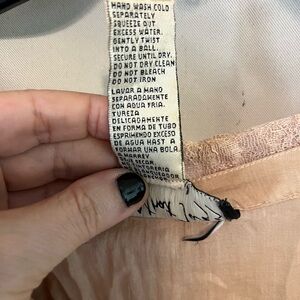 HAND WASH COLD
SEPARATELY
SQUEEZE OUT
EXCESS WATER.
GENTLY TWIST
INTO A BALL.
SECURE UNTIL DRY.
DO NOT DRY CLEAN
DO NOT BLEACH
DO NOT IRON
LAVAR A MANO
SEPARADAMENTE
CON AGUA FRIA.
TUREZA
DELICADAMENTE
EN FORMA DE TUBO
ESPRIMENDO EXCESO
DE AGUA HAST A
FORMAR UNA BOLA.